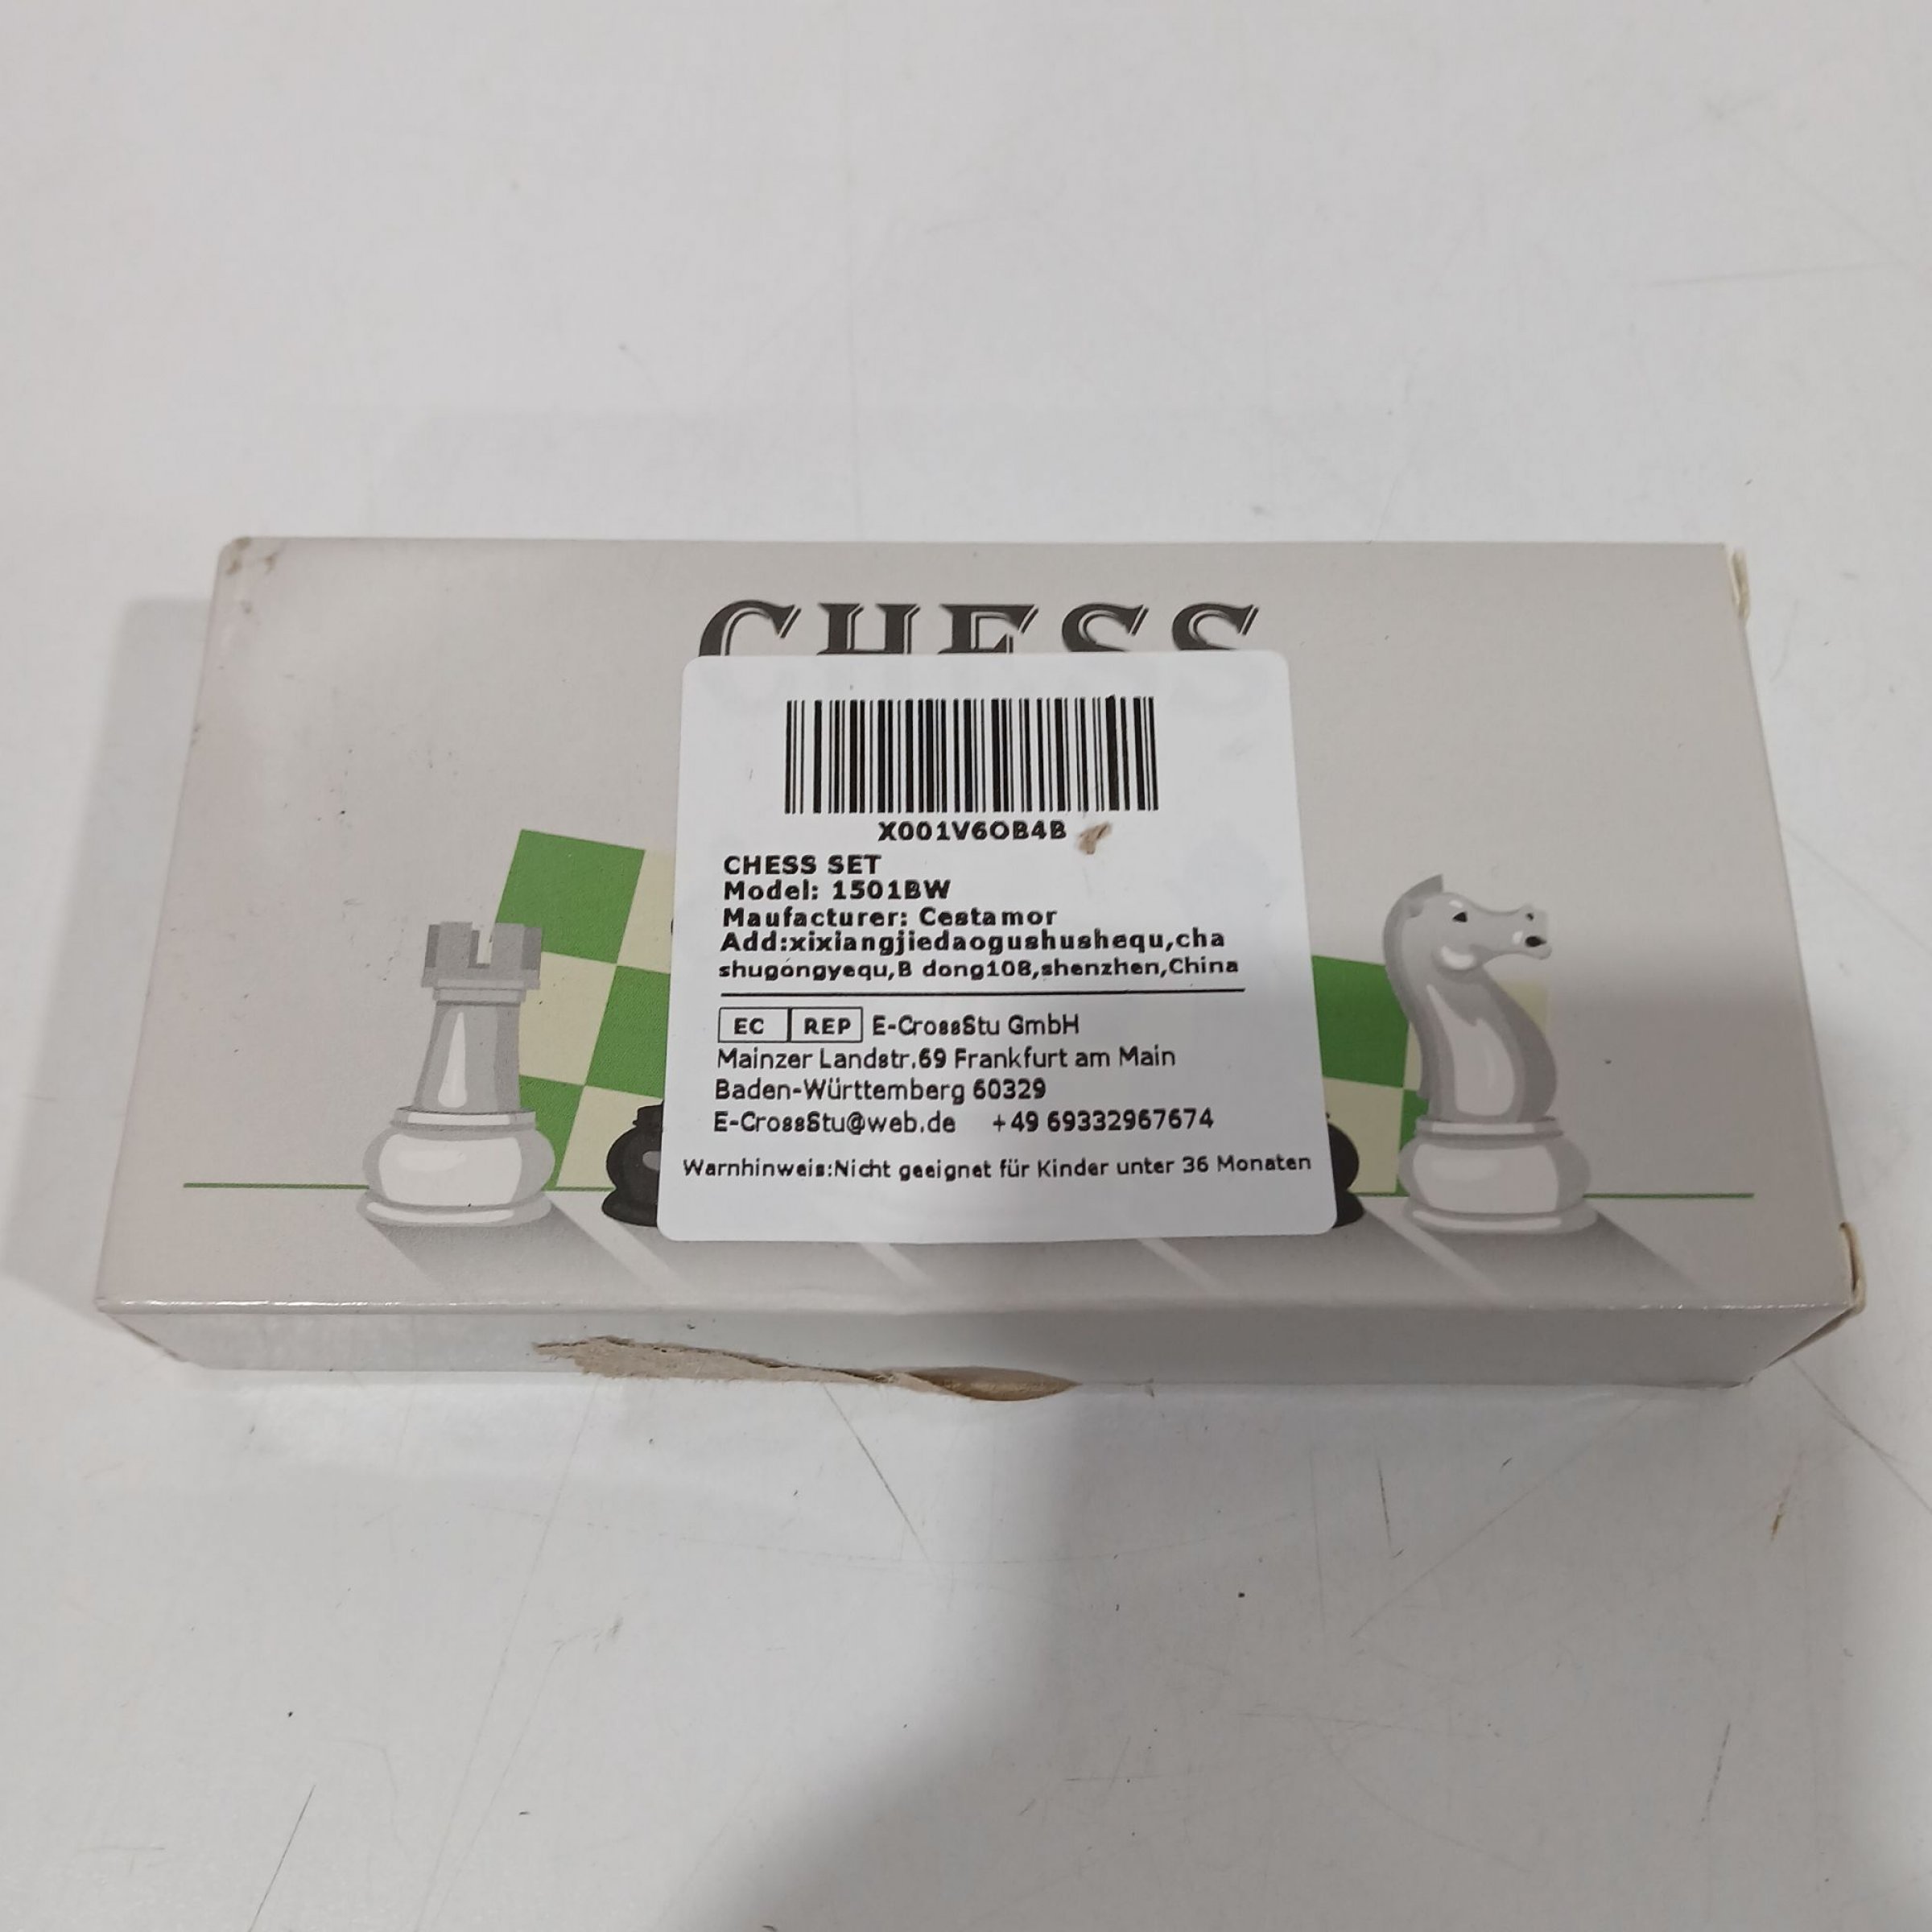 CHESS
X001V6OB4B
CHESS SET
Model: 1501BW
Maufacturer: Cestamor
Add:xixiangjiedaogushushequ,cha
shugongyequ,B dong108,shenzhen,China
EC REP E-CrossStu GmbH
Mainzer Landstr.69 Frankfurt am Main
Baden-Württemberg 60329
E-CrossStu@web.de +49 69332967674
Warnhinweis:Nicht geeignet für Kinder unter 36 Monaten